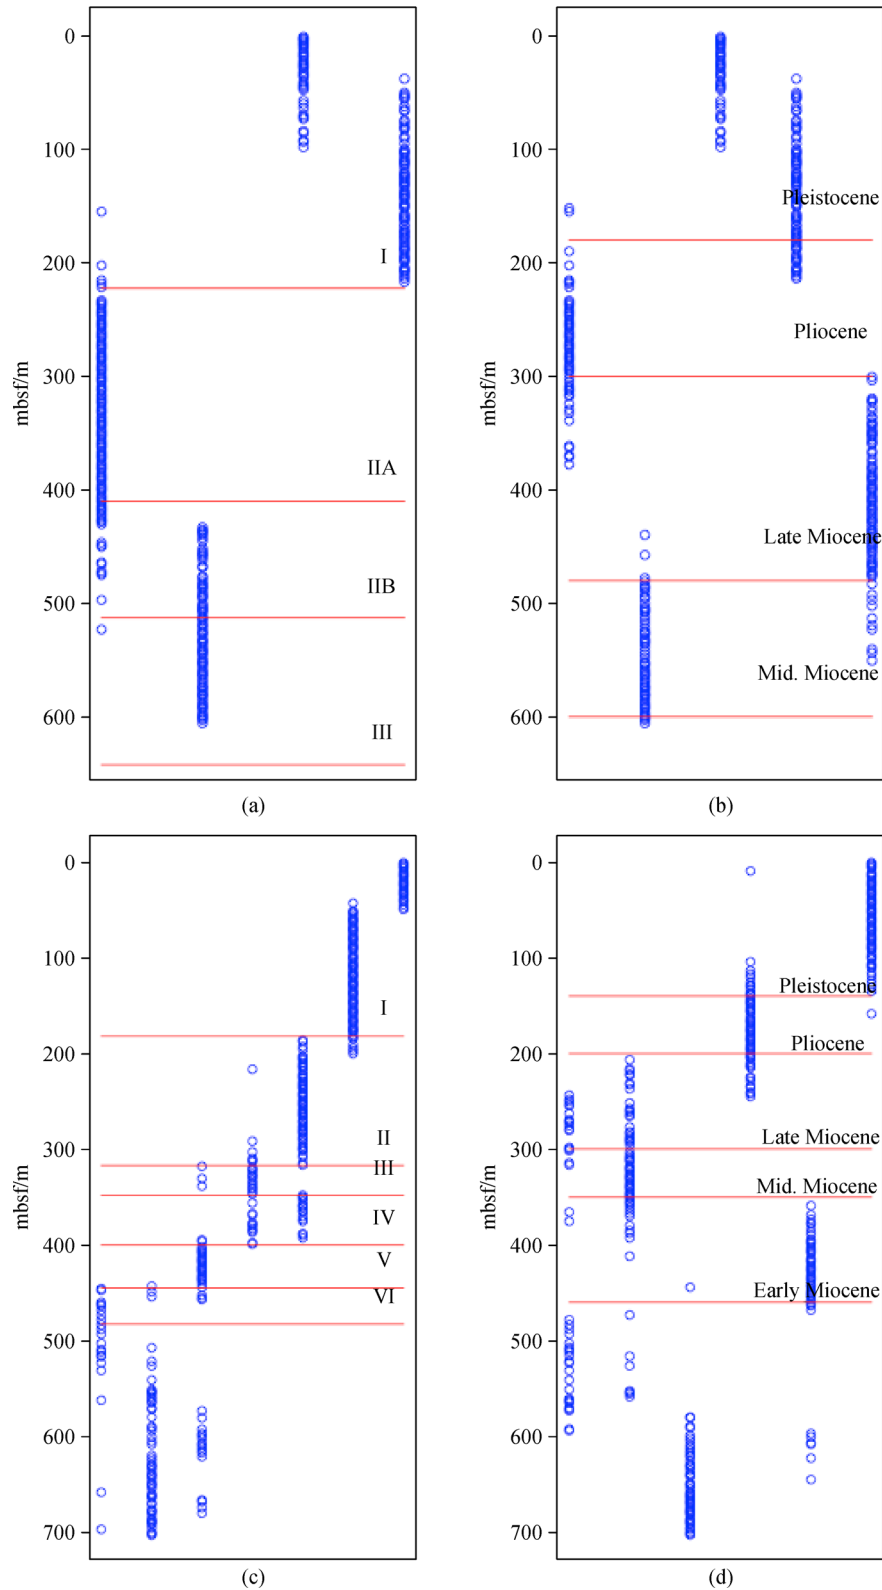 0
100
200
300
400
500
600
mbsf/m
I
IIA
IIB
III
(a)
0
100
200
300
400
500
600
mbsf/m
Pleistocene
Pliocene
Late Miocene
Mid. Miocene
(b)
0
100
200
300
400
500
600
700
mbsf/m
I
II
III
IV
V
VI
(c)
0
100
200
300
400
500
600
700
mbsf/m
Pleistocene
Pliocene
Late Miocene
Mid. Miocene
Early Miocene
(d)